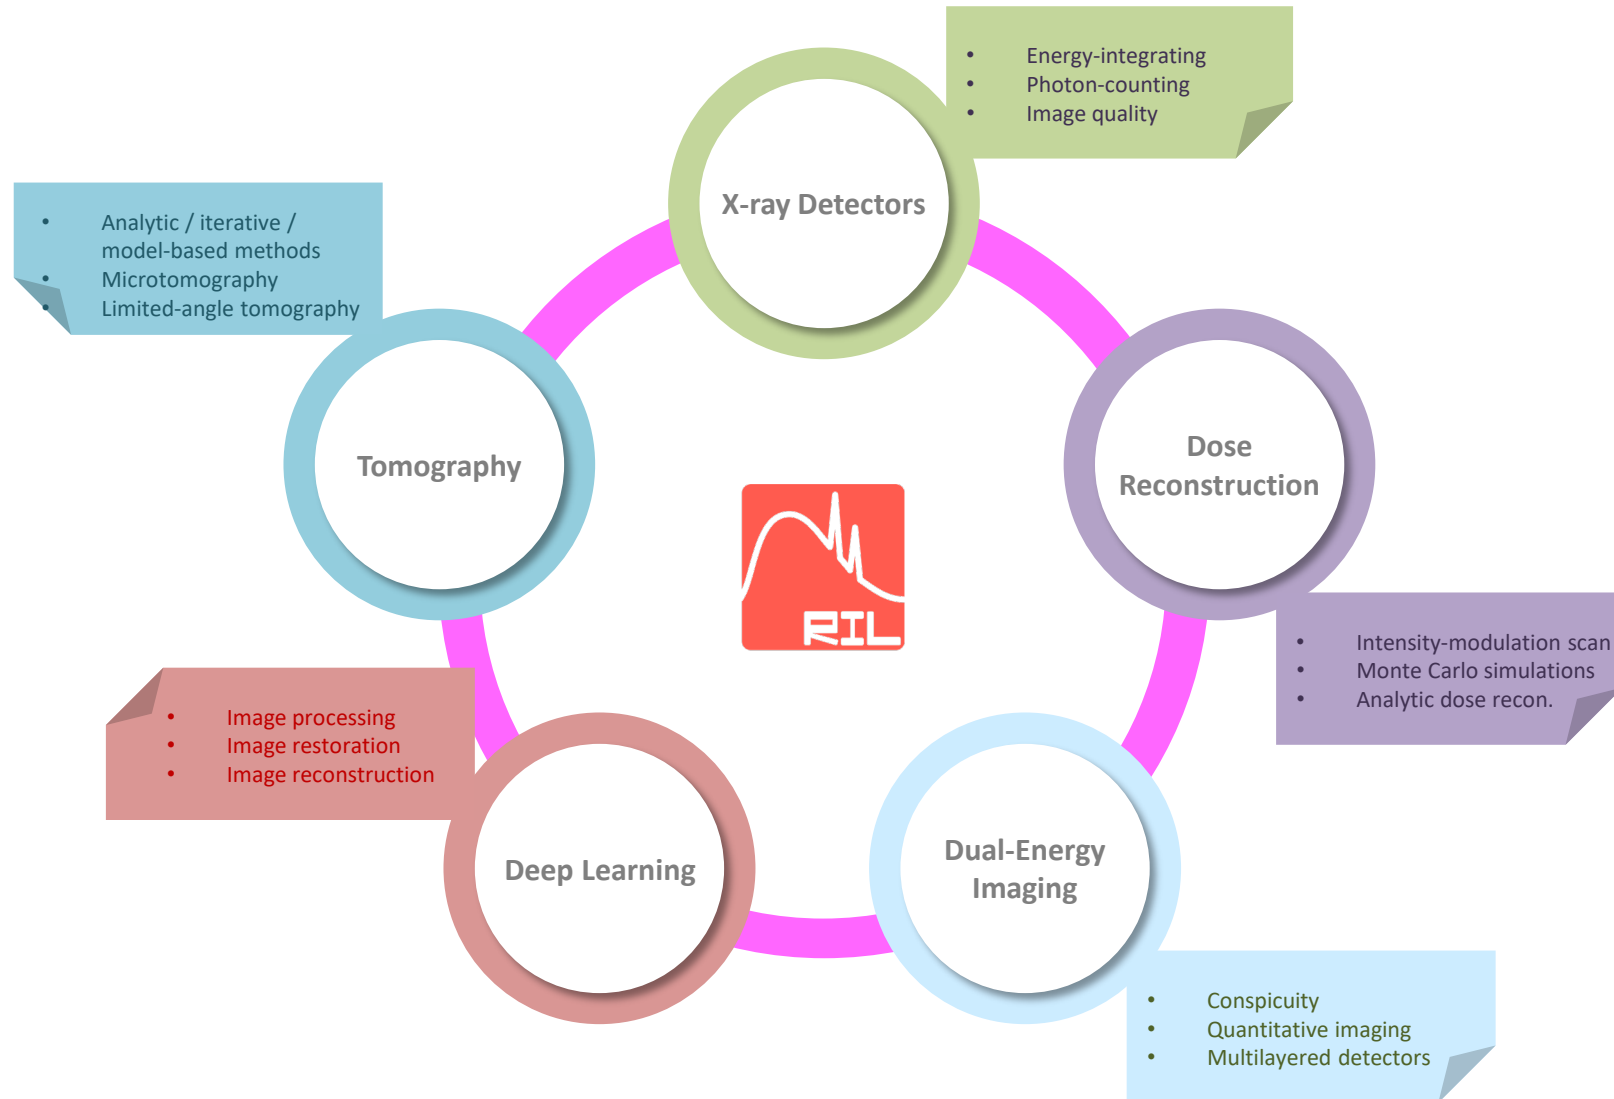 • Energy-integrating
• Photon-counting
• Image quality
X-ray Detectors
• Analytic / iterative /
model-based methods
• Microtomography
• Limited-angle tomography
Tomography
Dose
Reconstruction
• Intensity-modulation scan
• Monte Carlo simulations
• Analytic dose recon.
RIL
• Image processing
• Image restoration
• Image reconstruction
Deep Learning
Dual-Energy
Imaging
• Conspicuity
• Quantitative imaging
• Multilayered detectors